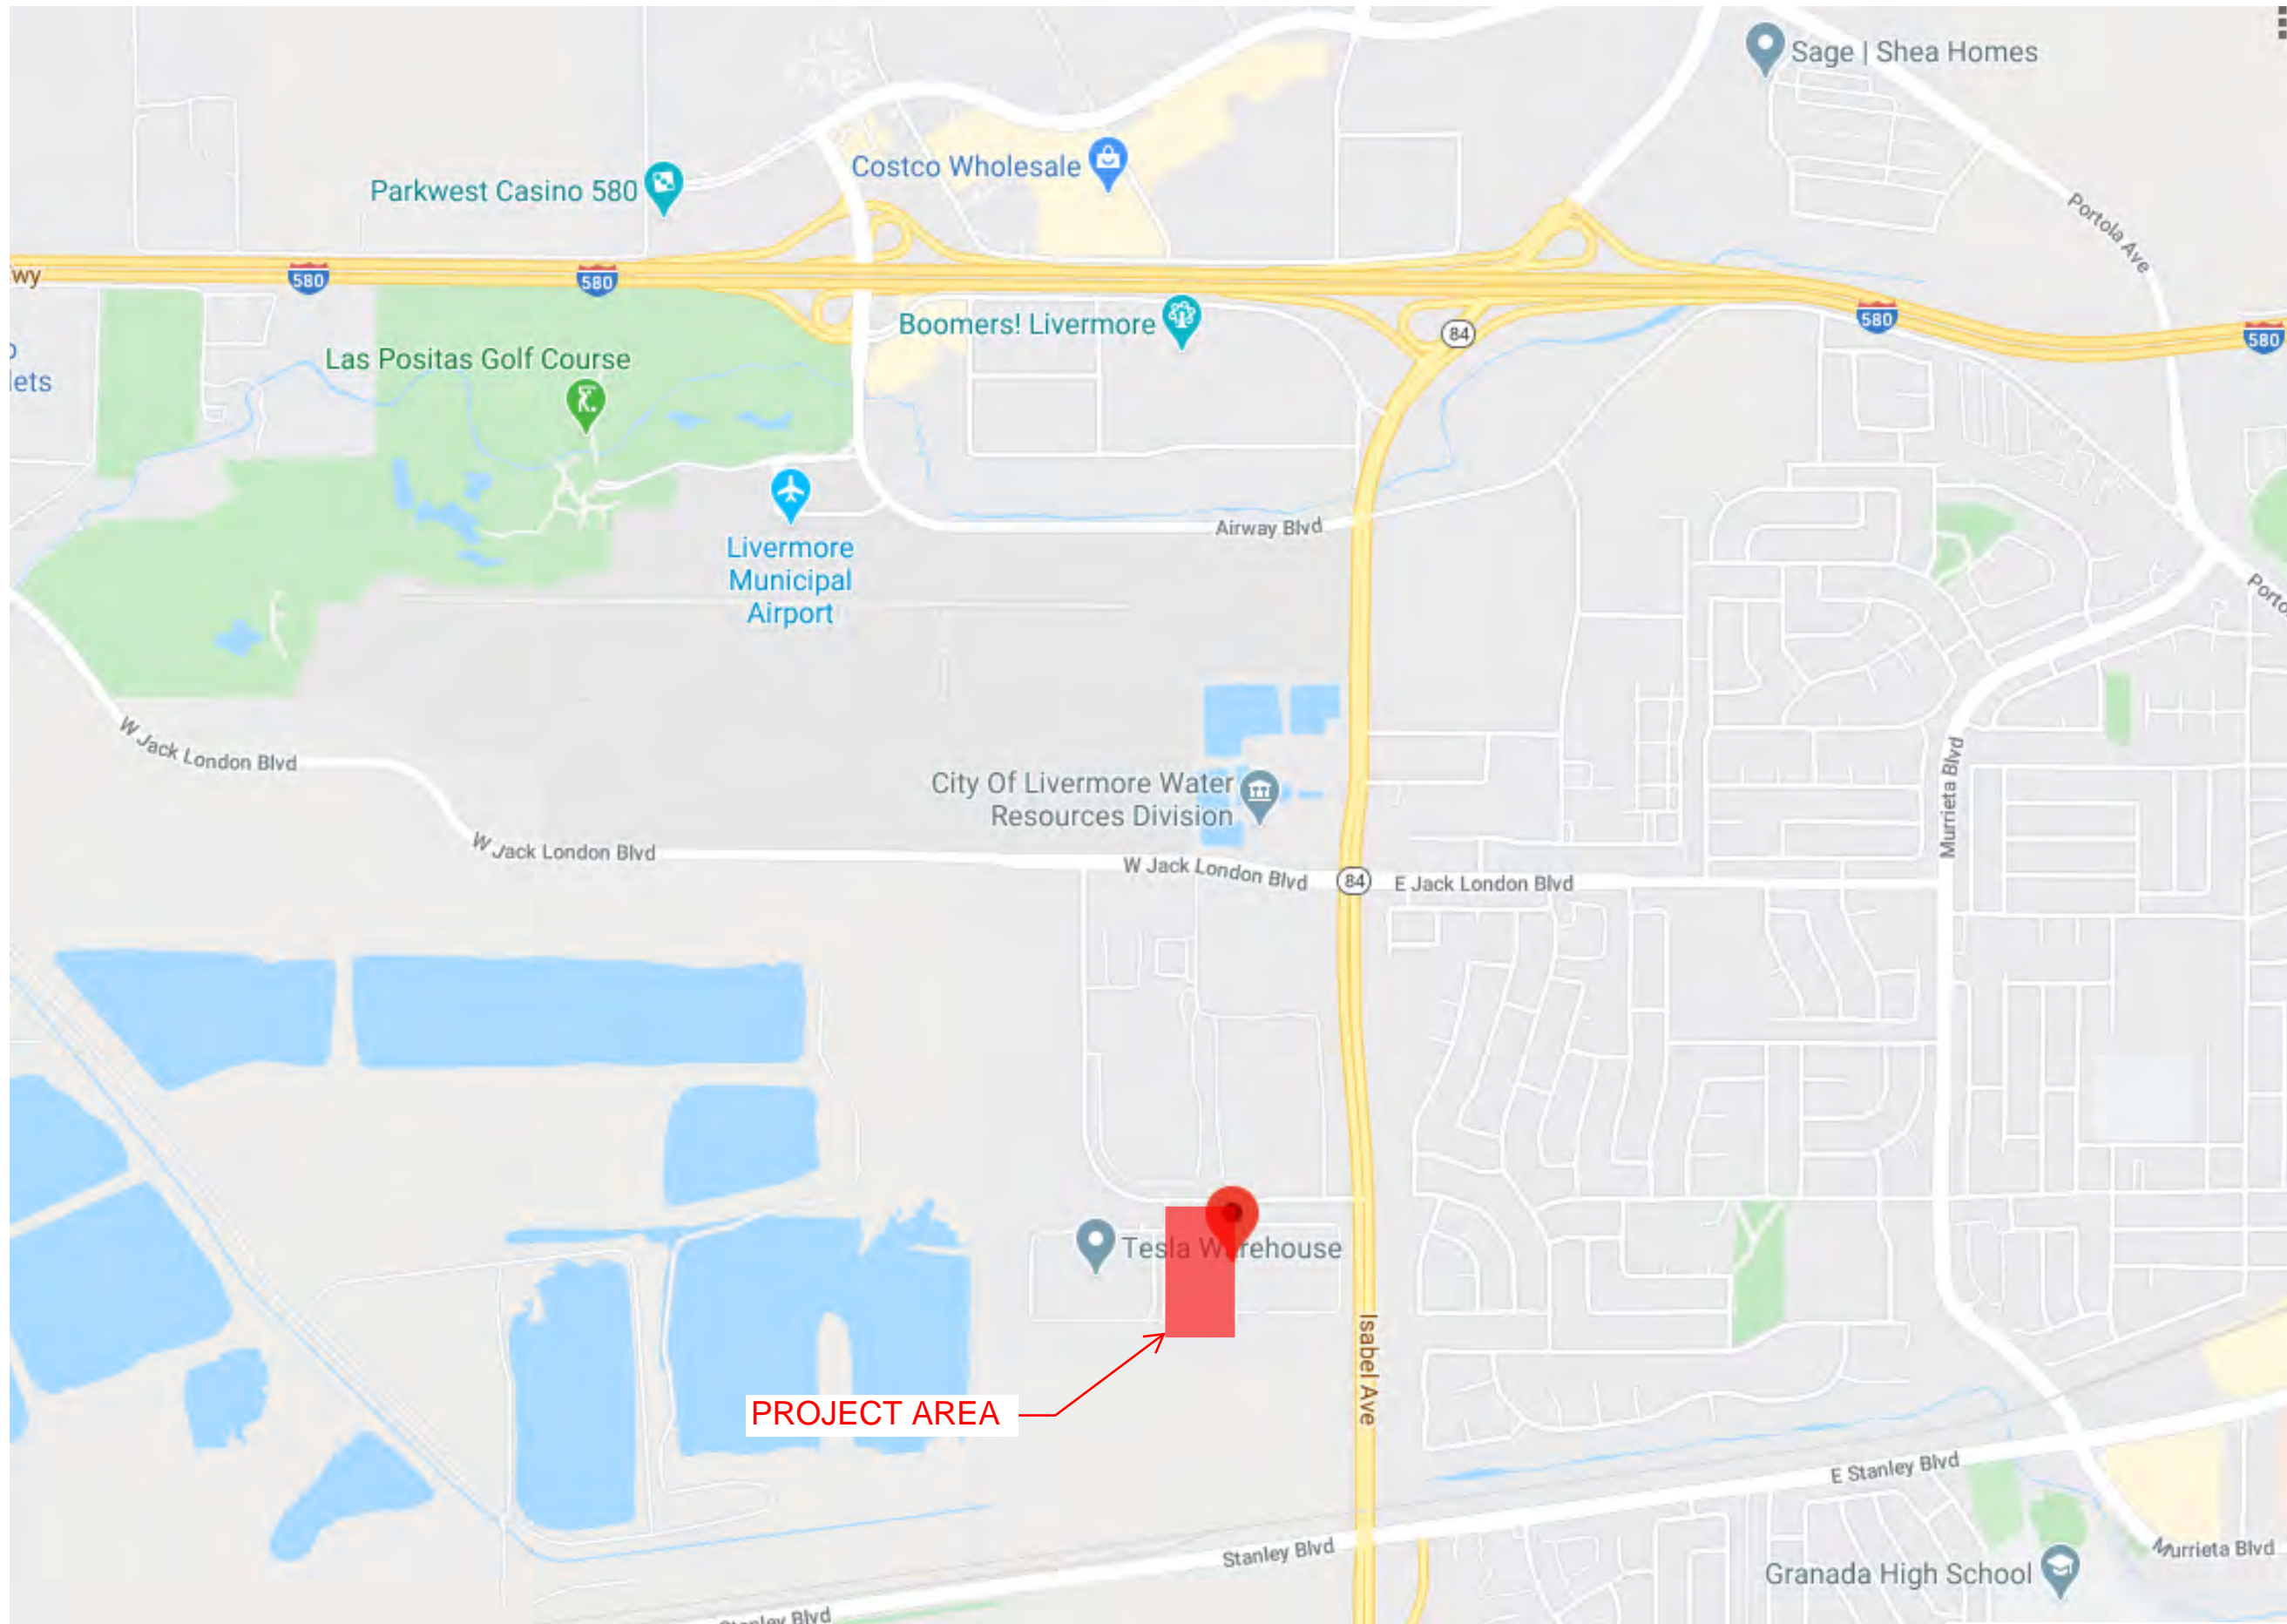 Sage | Shea Homes
Costco Wholesale
Parkwest Casino 580
Portola Ave
wy
580
580
580
580
Boomers! Livermore
84
lets
Las Positas Golf Course
Airway Blvd
Livermore
Municipal
Airport
W Jack London Blvd
Murrieta Blvd
City Of Livermore Water
Resources Division
W Jack London Blvd
W Jack London Blvd
84
E Jack London Blvd
Tesla Warehouse
Isabel Ave
PROJECT AREA
E Stanley Blvd
Stanley Blvd
Murrieta Blvd
Granada High School